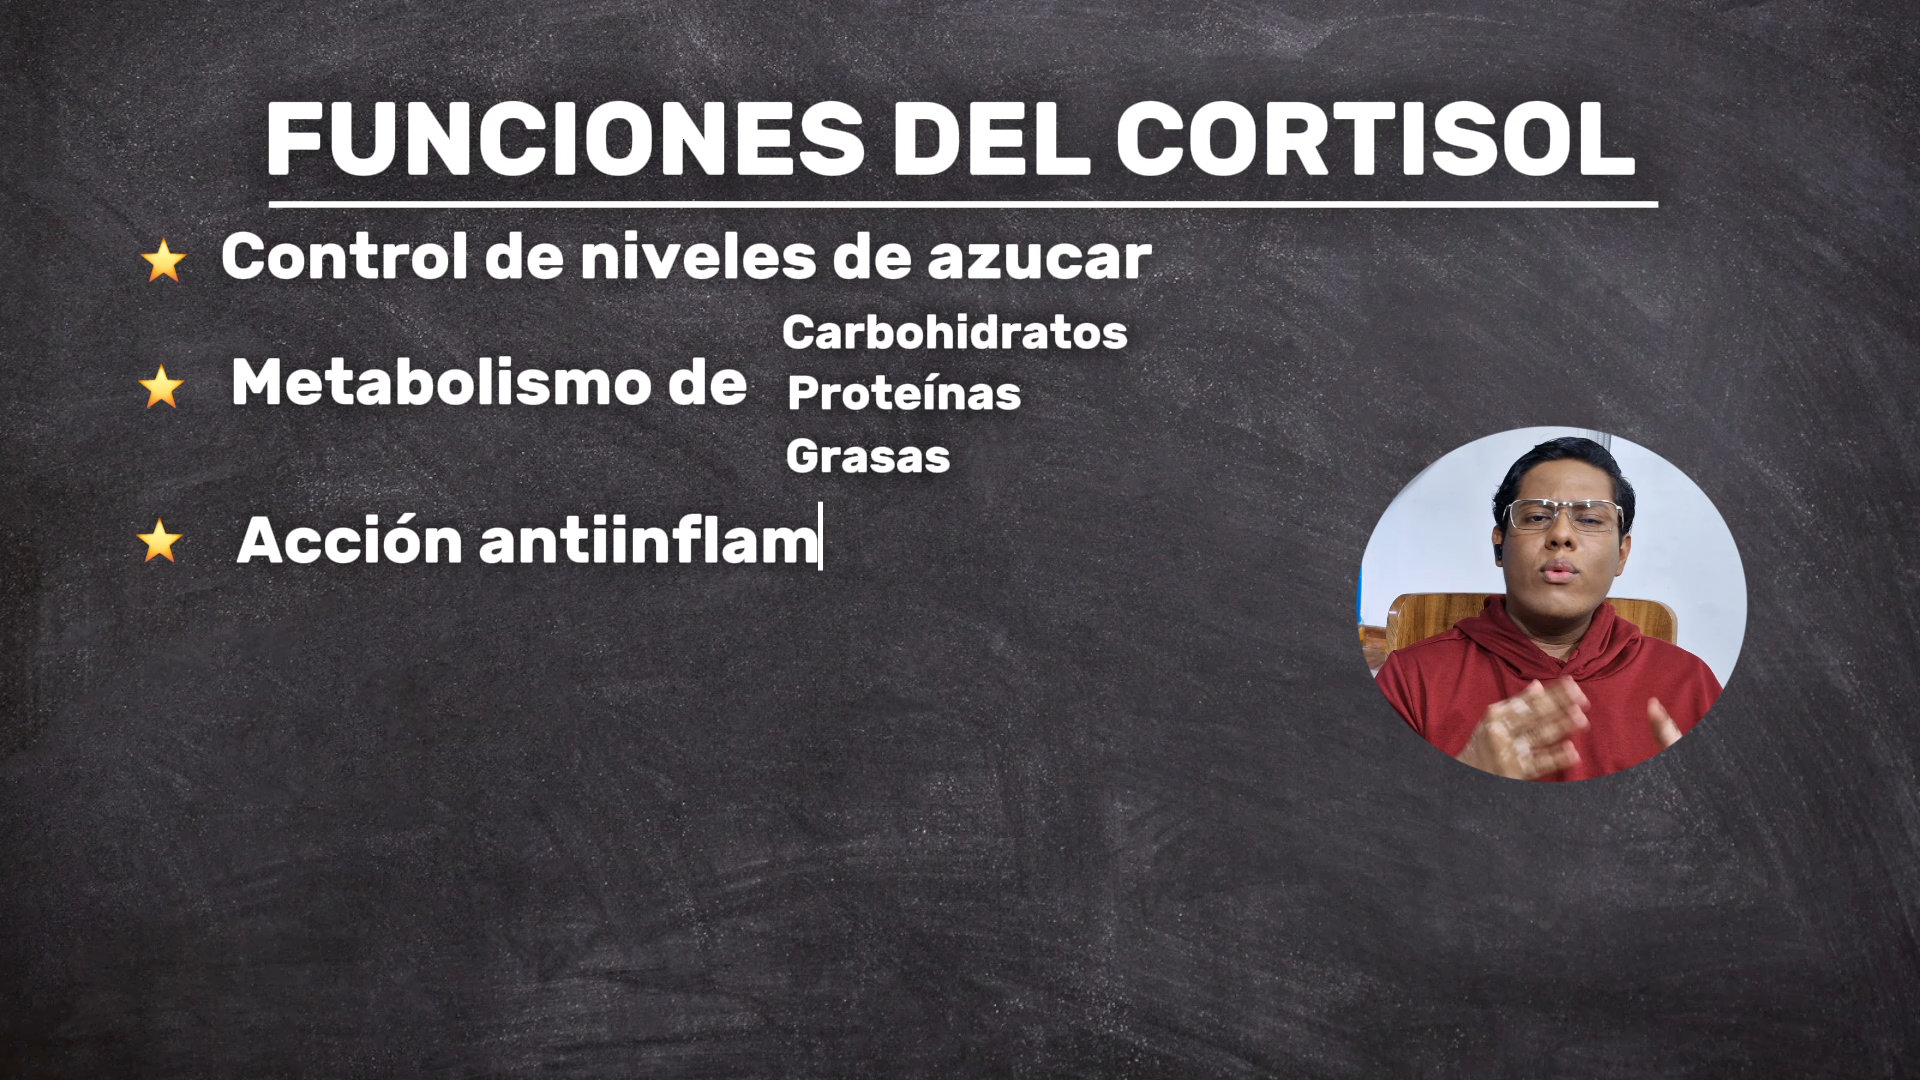 FUNCIONES DEL CORTISOL
Control de niveles de azucar
Metabolismo de
Carbohidratos
Proteínas
Grasas
Acción antiinflam